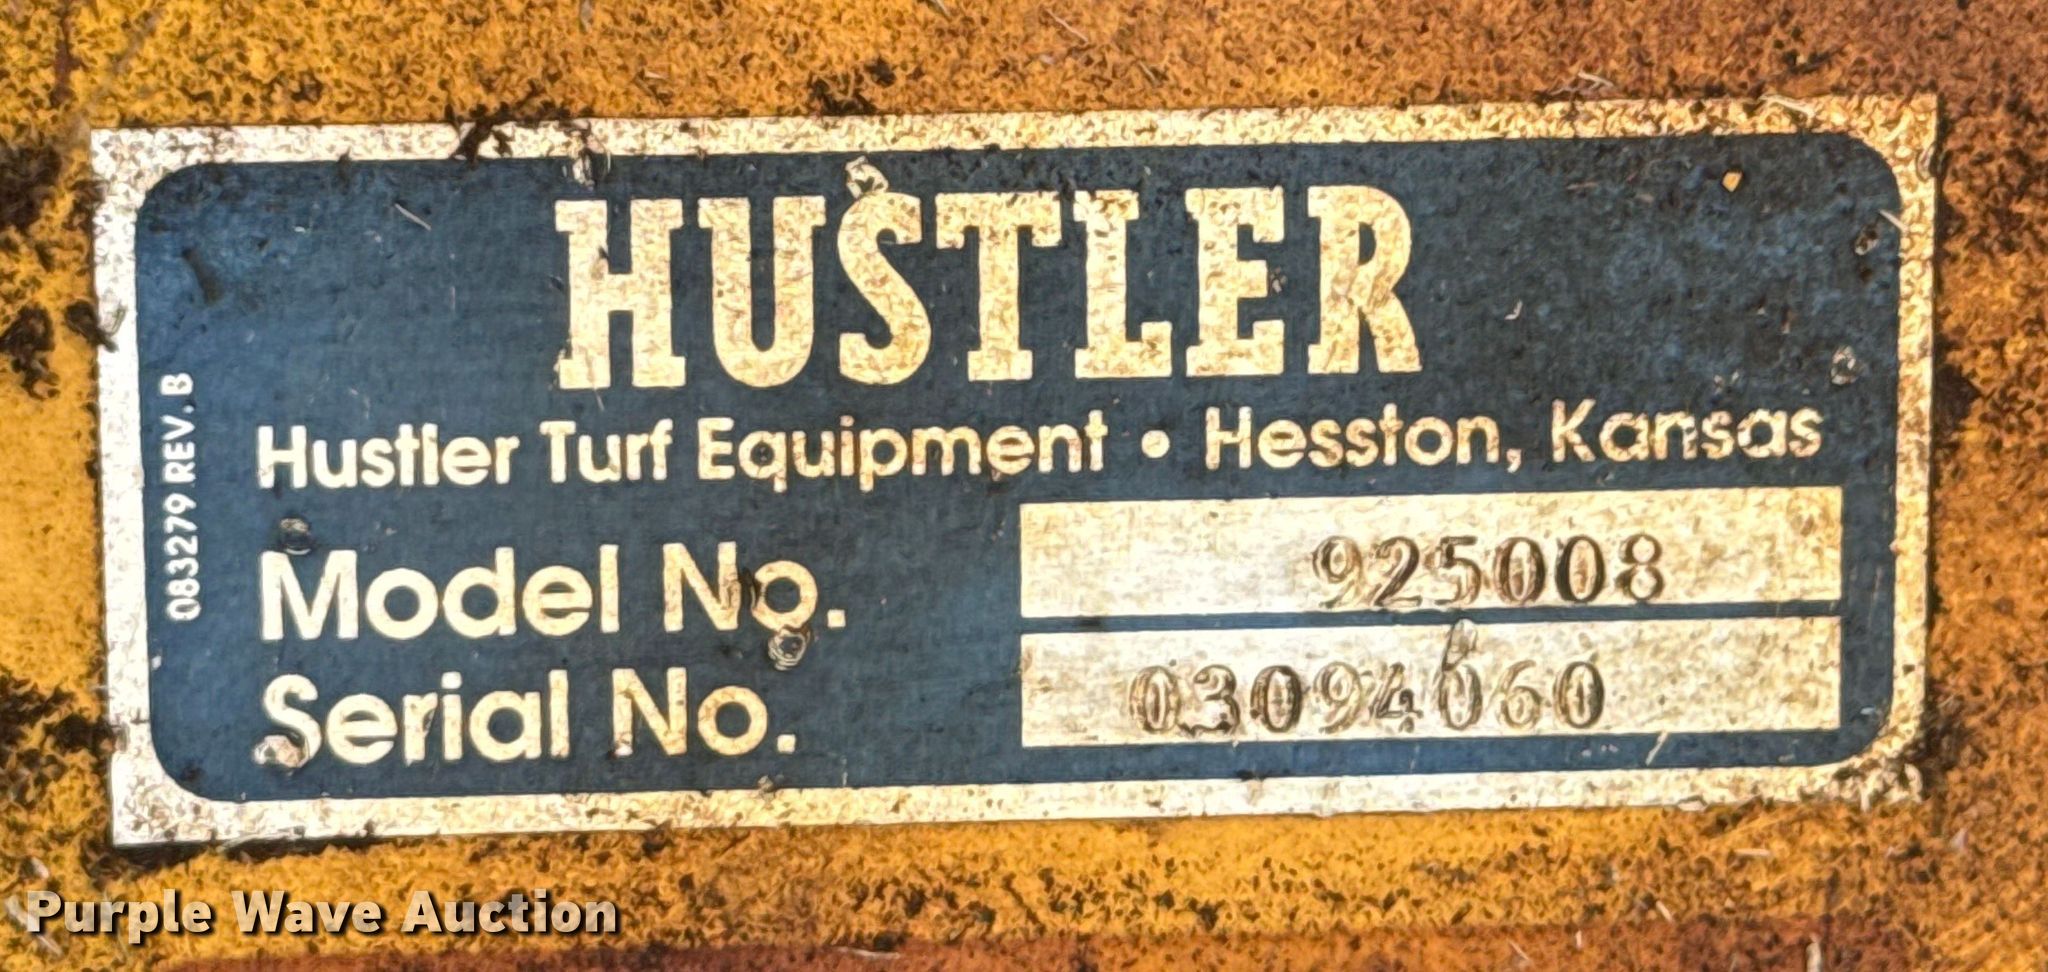 HUSTLER
Hustler Turf Equipment • Hesston, Kansas
Model No. 925008
Serial No. 03094060
083279 REV. B
Purple Wave Auction